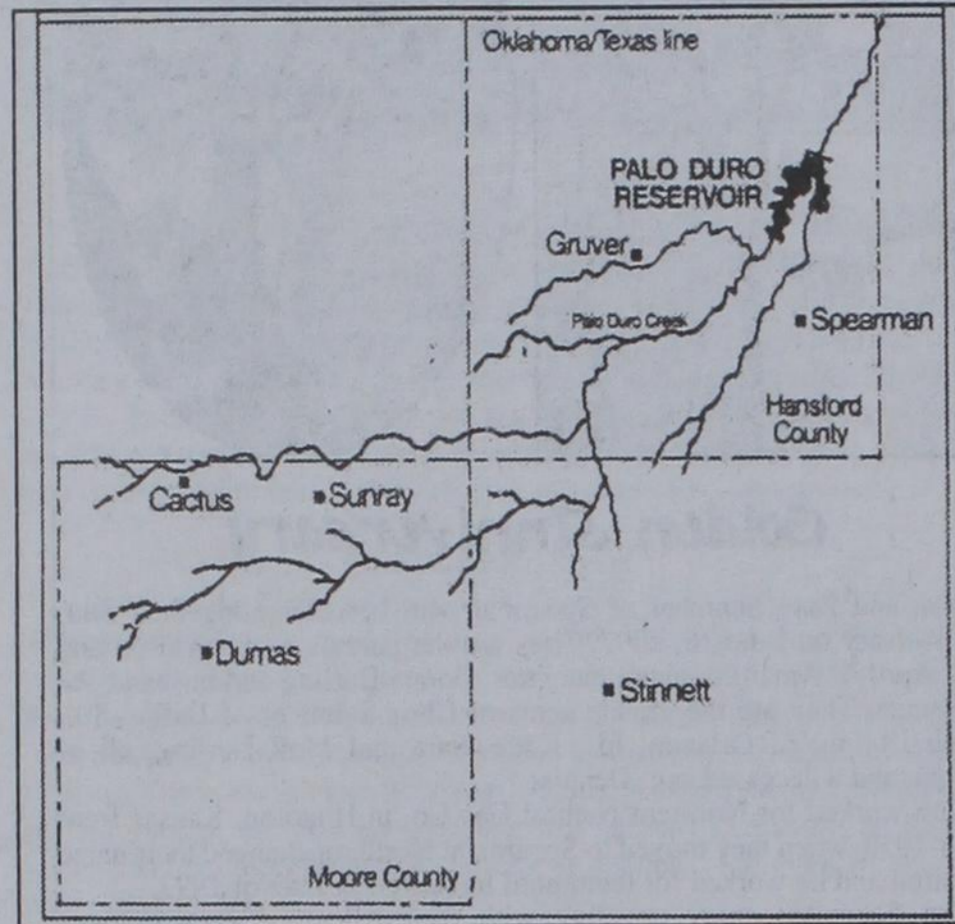 Oklahoma/Texas line
PALO DURO
RESERVOIR
Gruver
Palo Duro Creek
Spearman
Hansford
County
Cactus
Sunray
Dumas
Stinnett
Moore County